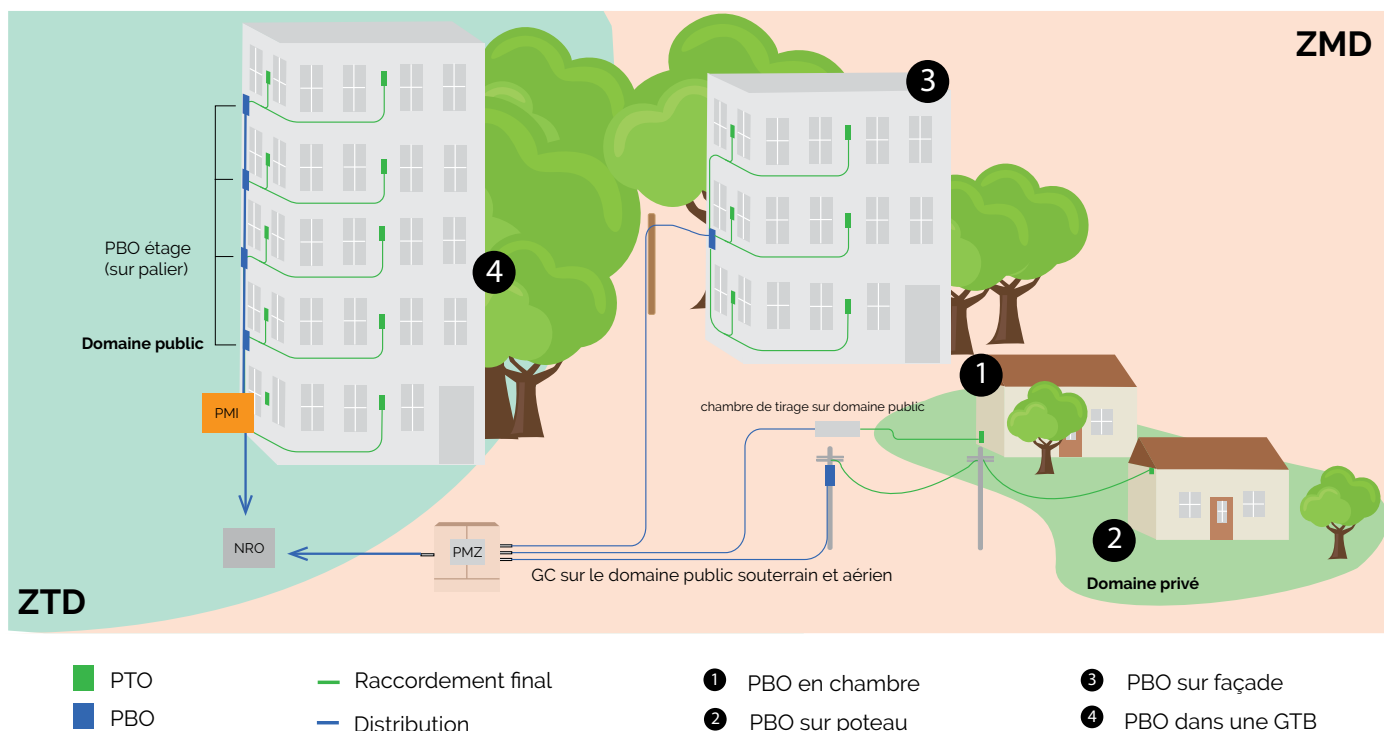 ZMD
3
PBO étage
(sur palier)
4
Domaine public
1
PMI
chambre de tirage sur domaine public
NRO
PMZ
2
GC sur le domaine public souterrain et aérien
Domaine privé
ZTD
PTO
Raccordement final
1 PBO en chambre
3 PBO sur façade
PBO
Distribution
2 PBO sur poteau
4 PBO dans une GTB